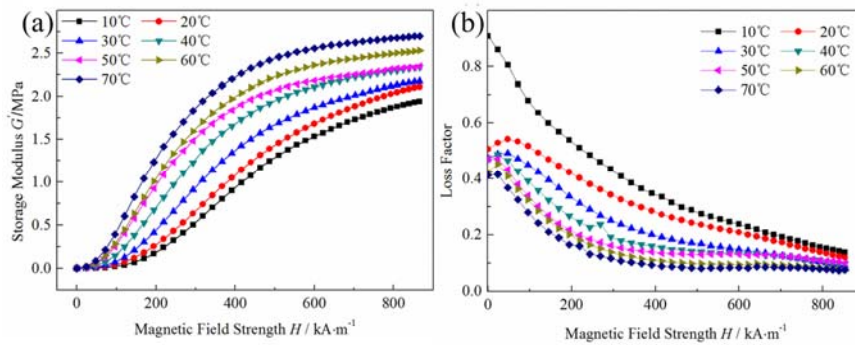 (a)
10℃ 20℃
30℃ 40℃
50℃ 60℃
70℃
2.5
2.0
1.5
1.0
0.5
0.0
Storage Modulus G'/MPa
0 200 400 600 800
Magnetic Field Strength H / kA·m⁻¹
(b)
10℃ 20℃
30℃ 40℃
50℃ 60℃
70℃
0.8
0.6
0.4
0.2
0.0
Loss Factor
0 200 400 600 800
Magnetic Field Strength H / kA·m⁻¹